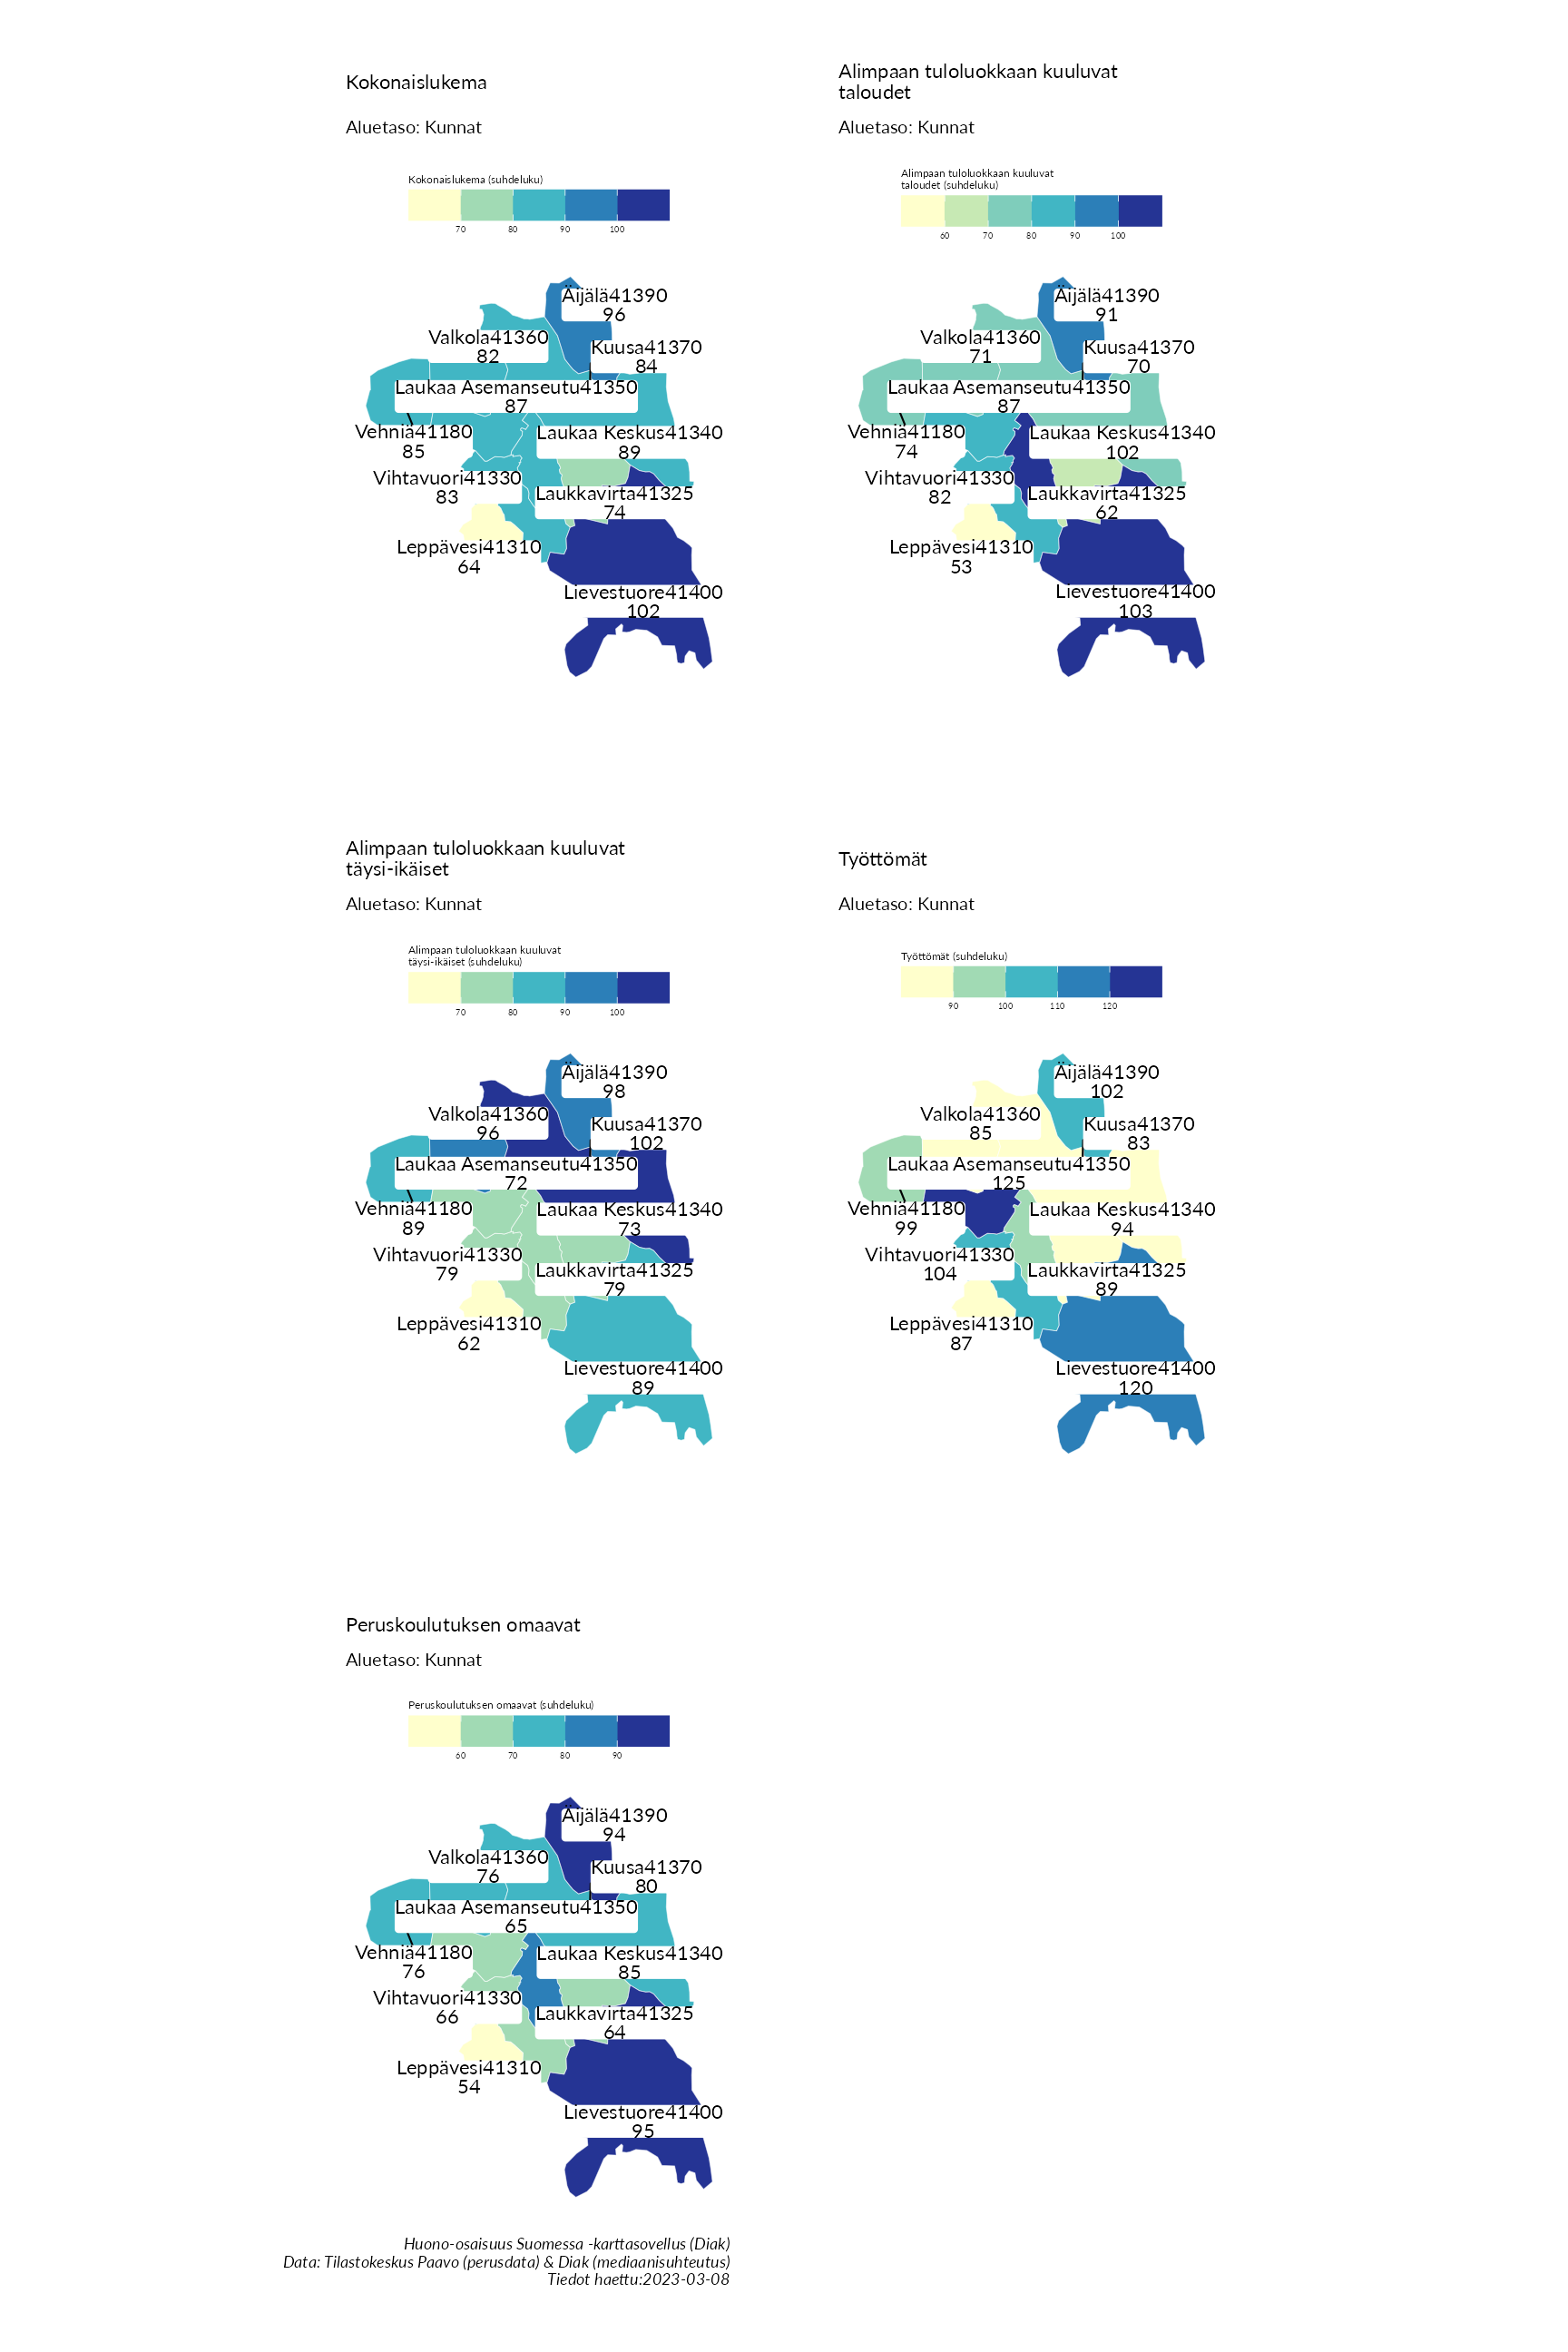 Kokonaislukema
Aluetaso: Kunnat
Kokonaislukema (suhdeluku)
70 80 90 100
Äijälä41390
96
Valkola41360
82
Kuusa41370
84
Laukaa Asemanseutu41350
87
Vehniä41180
85
Laukaa Keskus41340
89
Vihtavuori41330
83
Laukkavirta41325
74
Leppävesi41310
64
Lievestuore41400
102
Alimpaan tuloluokkaan kuuluvat
taloudet
Aluetaso: Kunnat
Alimpaan tuloluokkaan kuuluvat
taloudet (suhdeluku)
60 70 80 90 100
Äijälä41390
91
Valkola41360
71
Kuusa41370
70
Laukaa Asemanseutu41350
87
Vehniä41180
74
Laukaa Keskus41340
102
Vihtavuori41330
82
Laukkavirta41325
62
Leppävesi41310
53
Lievestuore41400
103
Alimpaan tuloluokkaan kuuluvat
täysi-ikäiset
Aluetaso: Kunnat
Alimpaan tuloluokkaan kuuluvat
täysi-ikäiset (suhdeluku)
70 80 90 100
Äijälä41390
98
Valkola41360
96
Kuusa41370
102
Laukaa Asemanseutu41350
72
Vehniä41180
89
Laukaa Keskus41340
73
Vihtavuori41330
79
Laukkavirta41325
79
Leppävesi41310
62
Lievestuore41400
89
Työttömät
Aluetaso: Kunnat
Työttömät (suhdeluku)
90 100 110 120
Äijälä41390
102
Valkola41360
85
Kuusa41370
83
Laukaa Asemanseutu41350
125
Vehniä41180
99
Laukaa Keskus41340
94
Vihtavuori41330
104
Laukkavirta41325
89
Leppävesi41310
87
Lievestuore41400
120
Peruskoulutuksen omaavat
Aluetaso: Kunnat
Peruskoulutuksen omaavat (suhdeluku)
60 70 80 90
Äijälä41390
94
Valkola41360
76
Kuusa41370
80
Laukaa Asemanseutu41350
65
Vehniä41180
76
Laukaa Keskus41340
85
Vihtavuori41330
66
Laukkavirta41325
64
Leppävesi41310
54
Lievestuore41400
95
Huono-osaisuus Suomessa -karttasovellus (Diak)
Data: Tilastokeskus Paavo (perusdata) & Diak (mediaanisuhteutus)
Tiedot haettu:2023-03-08